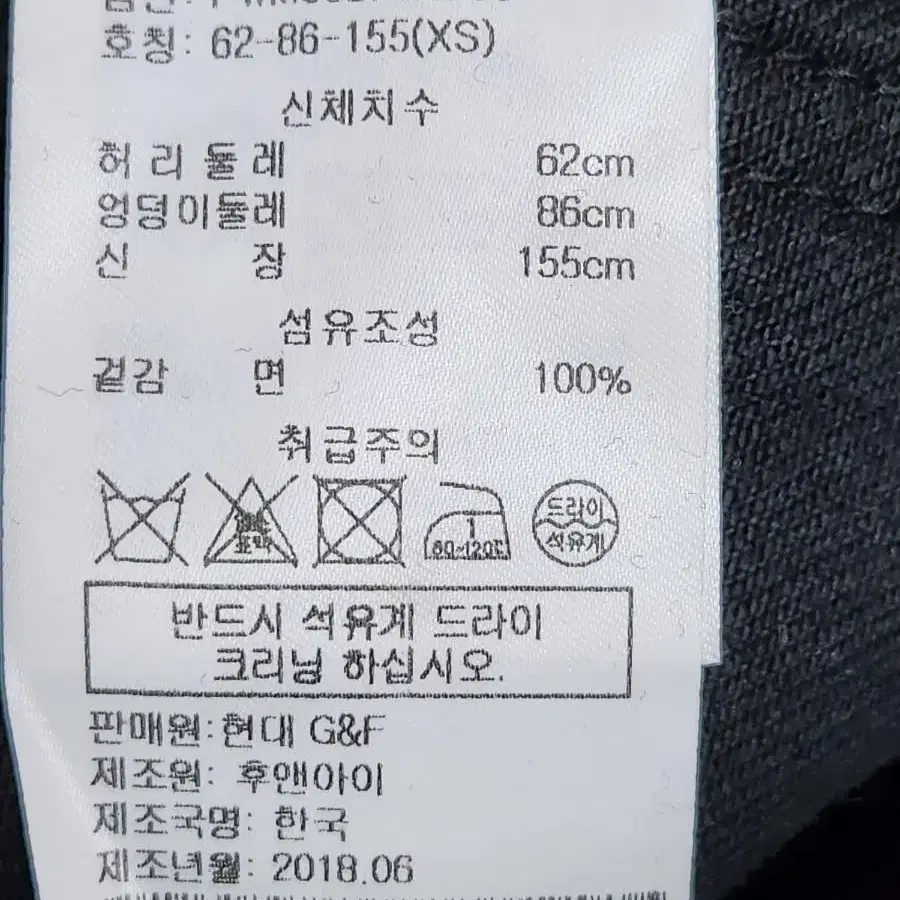 호칭: 62-86-155(XS)
신체치수
허리둘레 62cm
엉덩이둘레 86cm
신 장 155cm
섬유조성
겉감 면 100%
취급주의
표백
80~120℃
드라이
석유계
반드시 석유계 드라이
크리닝 하십시오.
판매원: 현대 G&F
제조원: 후앤아이
제조국명: 한국
제조년월: 2018.06